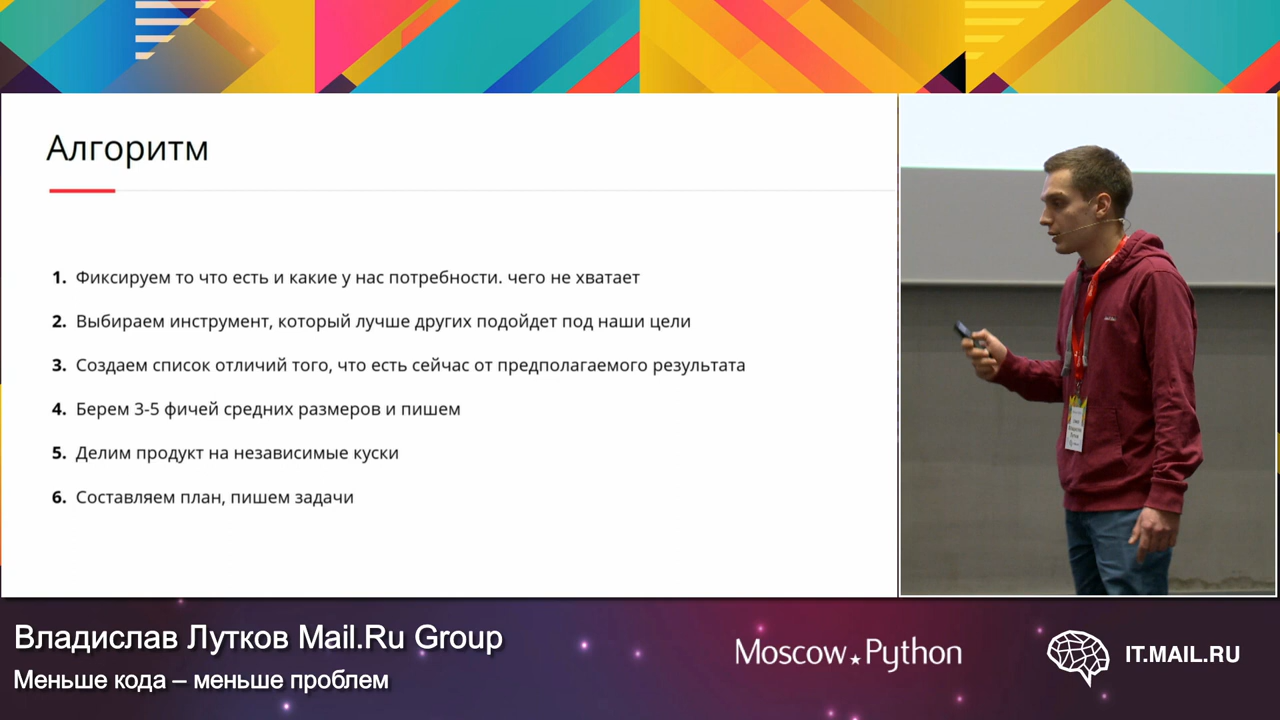 Алгоритм
1. Фиксируем то что есть и какие у нас потребности. чего не хватает
2. Выбираем инструмент, который лучше других подойдет под наши цели
3. Создаем список отличий того, что есть сейчас от предполагаемого результата
4. Берем 3-5 фичей средних размеров и пишем
5. Делим продукт на независимые куски
6. Составляем план, пишем задачи
Владислав Лутков Mail.Ru Group
Меньше кода – меньше проблем
Moscow Python
IT.MAIL.RU